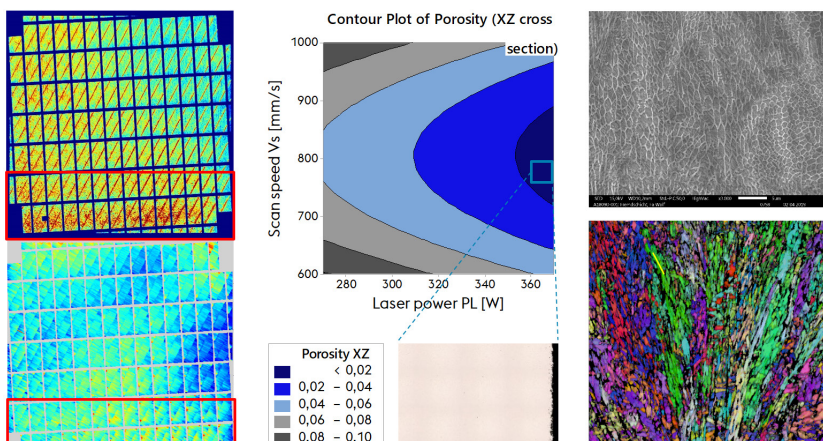 Contour Plot of Porosity (XZ cross
section)
1000
900
800
700
600
Scan speed Vs [mm/s]
280
300
320
340
360
Laser power PL [W]
Porosity XZ
< 0,02
0,02 – 0,04
0,04 – 0,06
0,06 – 0,08
0,08 – 0,10